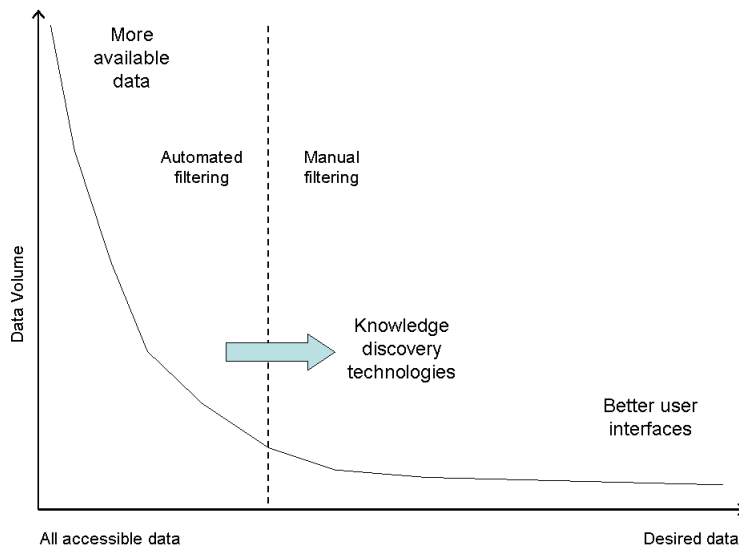 More
available
data
Automated
filtering
Manual
filtering
Data Volume
Knowledge
discovery
technologies
Better user
interfaces
All accessible data
Desired data